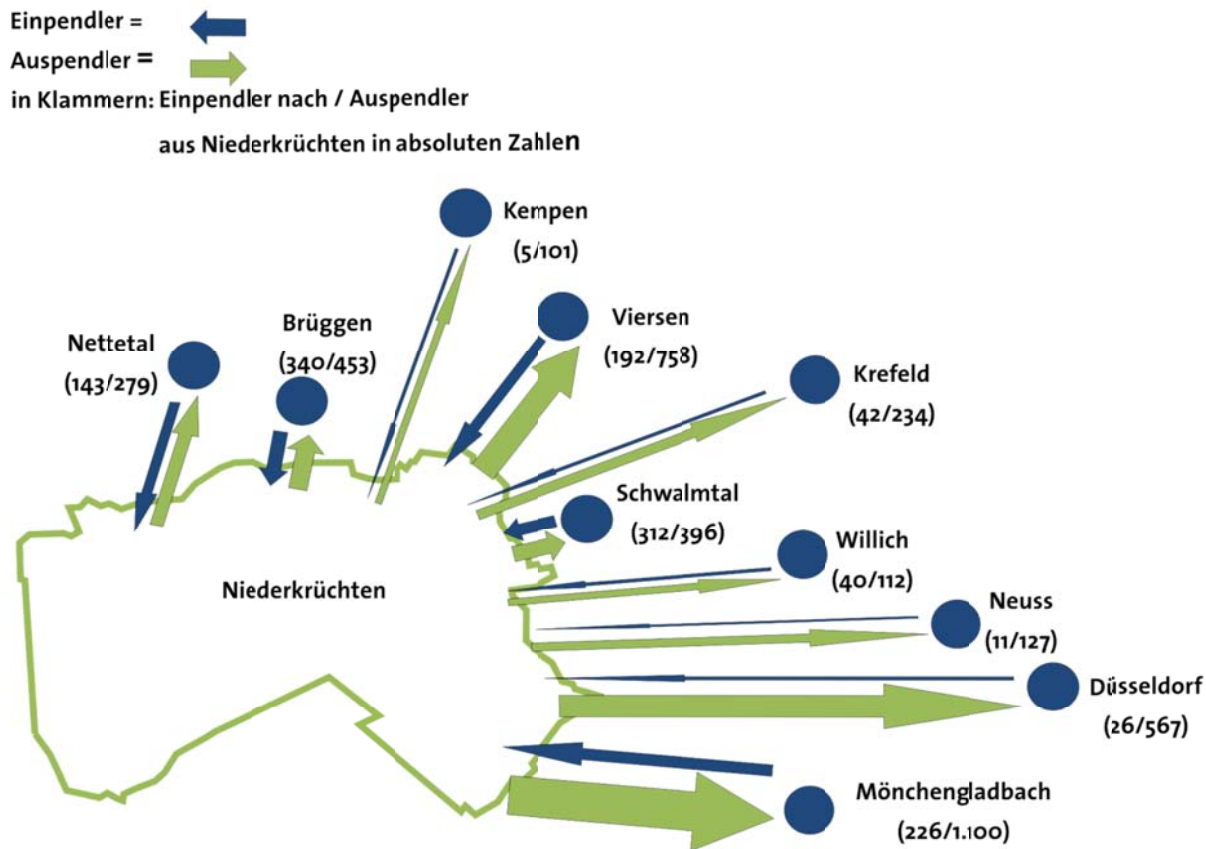 Einpendler =
Auspendler =
in Klammern: Einpendler nach / Auspendler
aus Niederkrüchten in absoluten Zahlen
Kempen
(5/101)
Brüggen
(340/453)
Viersen
(192/758)
Nettetal
(143/279)
Krefeld
(42/234)
Schwalmtal
(312/396)
Willich
(40/112)
Niederkrüchten
Neuss
(11/127)
Düsseldorf
(26/567)
Mönchengladbach
(226/1.100)